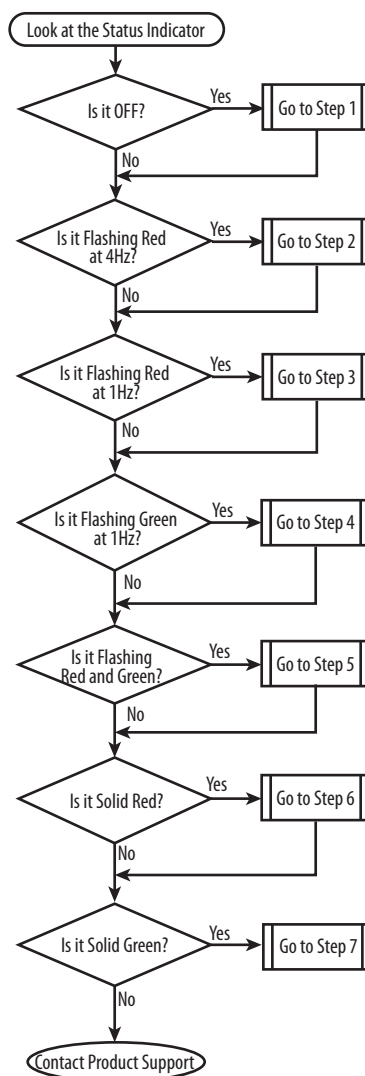 Look at the Status Indicator
Is it OFF?
Yes
Go to Step 1
No
Is it Flashing Red
at 4Hz?
Yes
Go to Step 2
No
Is it Flashing Red
at 1Hz?
Yes
Go to Step 3
No
Is it Flashing Green
at 1Hz?
Yes
Go to Step 4
No
Is it Flashing
Red and Green?
Yes
Go to Step 5
No
Is it Solid Red?
Yes
Go to Step 6
No
Is it Solid Green?
Yes
Go to Step 7
No
Contact Product Support